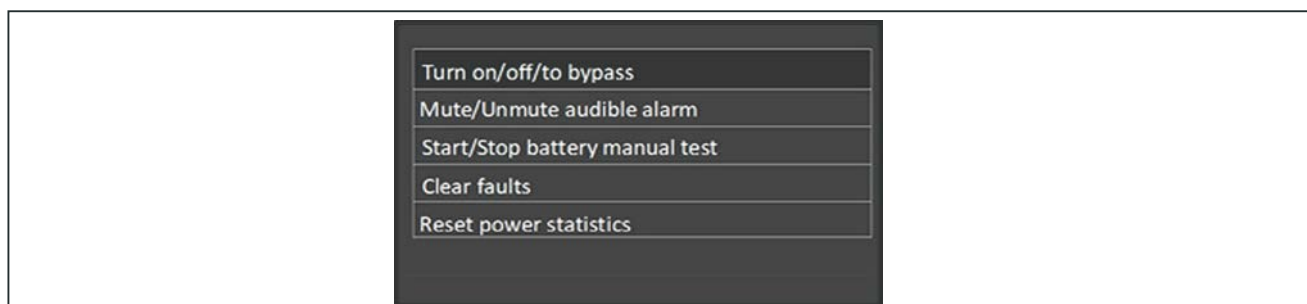 Turn on/off/to bypass
Mute/Unmute audible alarm
Start/Stop battery manual test
Clear faults
Reset power statistics